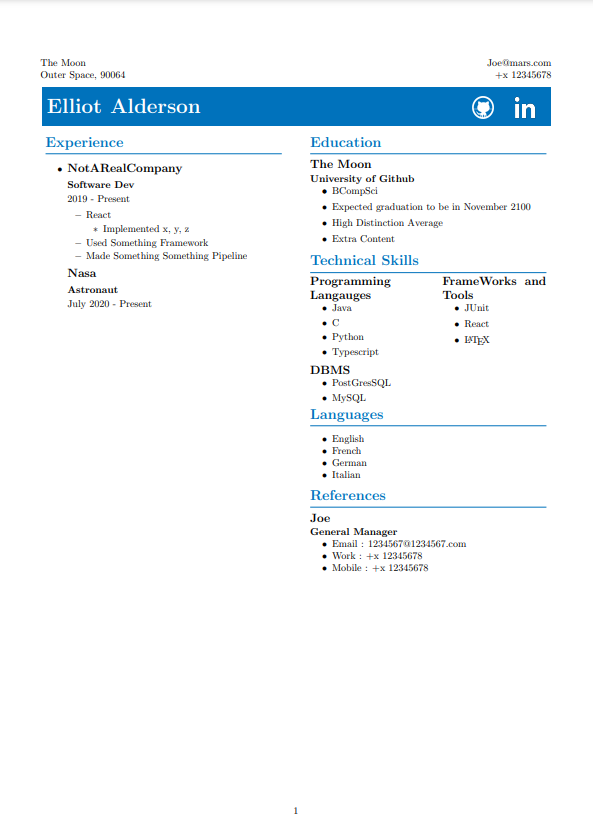 The Moon
Outer Space, 90064
Joe@mars.com
+x 12345678
Elliot Alderson
in
Experience
• NotARealCompany
Software Dev
2019 - Present
– React
∗ Implemented x, y, z
– Used Something Framework
– Made Something Something Pipeline
Nasa
Astronaut
July 2020 - Present
Education
The Moon
University of Github
• BCompSci
• Expected graduation to be in November 2100
• High Distinction Average
• Extra Content
Technical Skills
Programming
Langauges
• Java
• C
• Python
• Typescript
FrameWorks and
Tools
• JUnit
• React
• LATEX
DBMS
• PostGresSQL
• MySQL
Languages
• English
• French
• German
• Italian
References
Joe
General Manager
• Email : 1234567@1234567.com
• Work : +x 12345678
• Mobile : +x 12345678
1